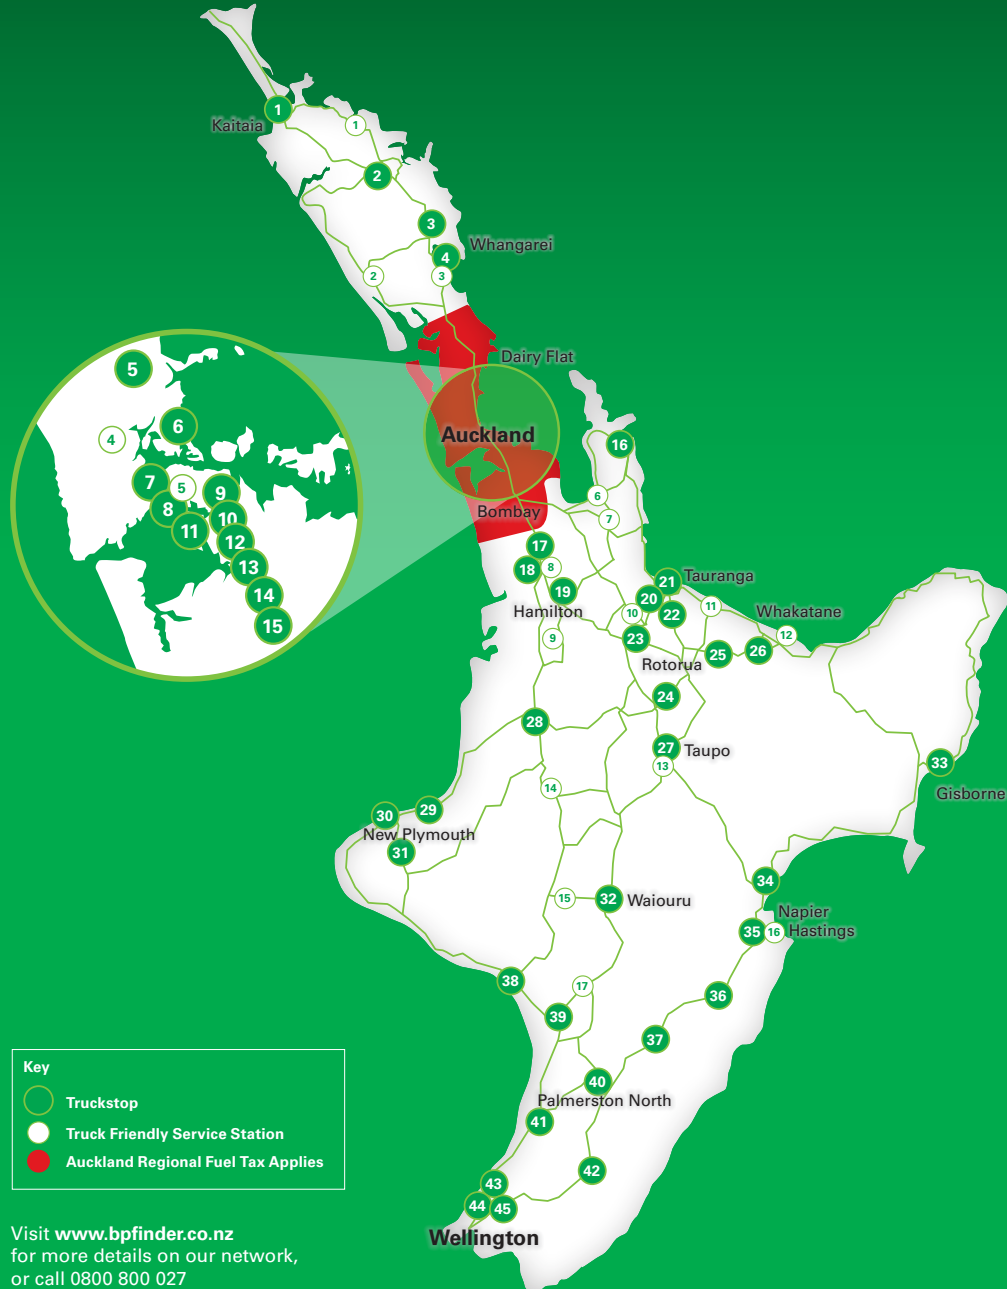 1
Kaitaia
1
2
3
Whangarei
4
2
3
Dairy Flat
5
6
4
Auckland
16
7
5
9
6
8
10
Bombay
7
11
12
17
13
18
8
21
Tauranga
14
19
20
11
Hamilton
10
22
Whakatane
15
9
23
12
25
26
Rotorua
24
28
27
Taupo
13
33
14
Gisborne
30
29
New Plymouth
31
34
15
32
Waiouru
Napier
35
16
Hastings
38
17
36
39
37
Key
40
Truckstop
Palmerston North
41
Truck Friendly Service Station
Auckland Regional Fuel Tax Applies
42
43
44
45
Wellington
Visit www.bpfinder.co.nz
for more details on our network,
or call 0800 800 027